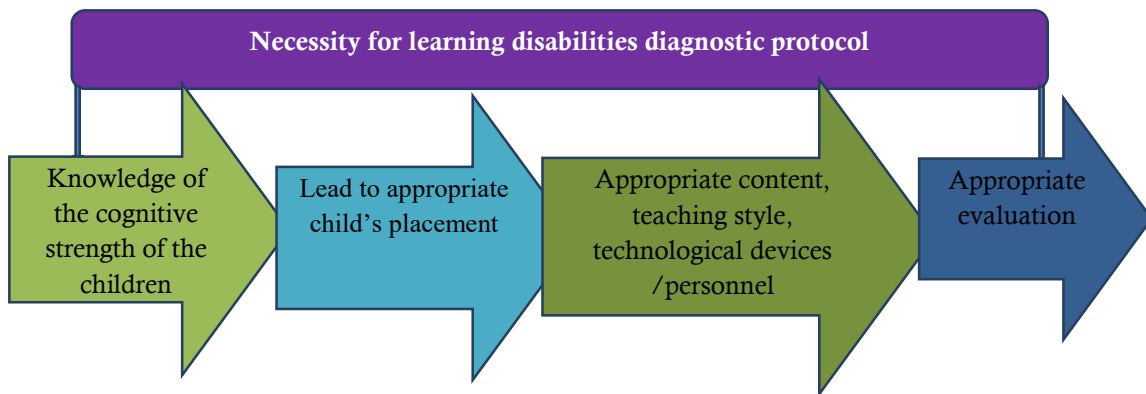 Necessity for learning disabilities diagnostic protocol
Knowledge of
the cognitive
strength of the
children
Lead to appropriate
child’s placement
Appropriate content,
teaching style,
technological devices
/personnel
Appropriate
evaluation